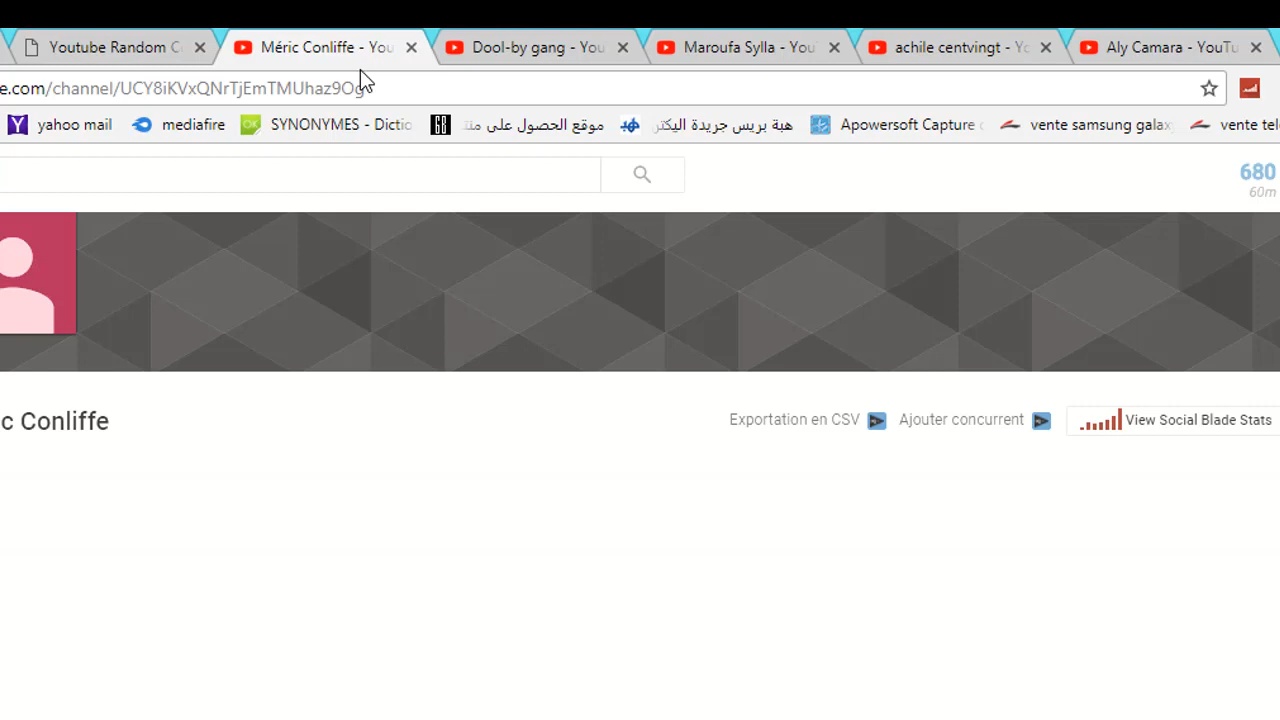 Youtube Random C
Méric Conliffe - You
Dool-by gang - You
Maroufa Sylla - You
achile centvingt - Yo
Aly Camara - YouTu
e.com/channel/UCY8iKVxQNrTjEmTMUhaz9Og
yahoo mail
mediafire
SYNONYMES - Dictio
موقع الحصول على منت
هبة بريس جريدة اليكتر
Apowersoft Capture
vente samsung galax
vente tel
680
60m
c Conliffe
Exportation en CSV
Ajouter concurrent
View Social Blade Stats